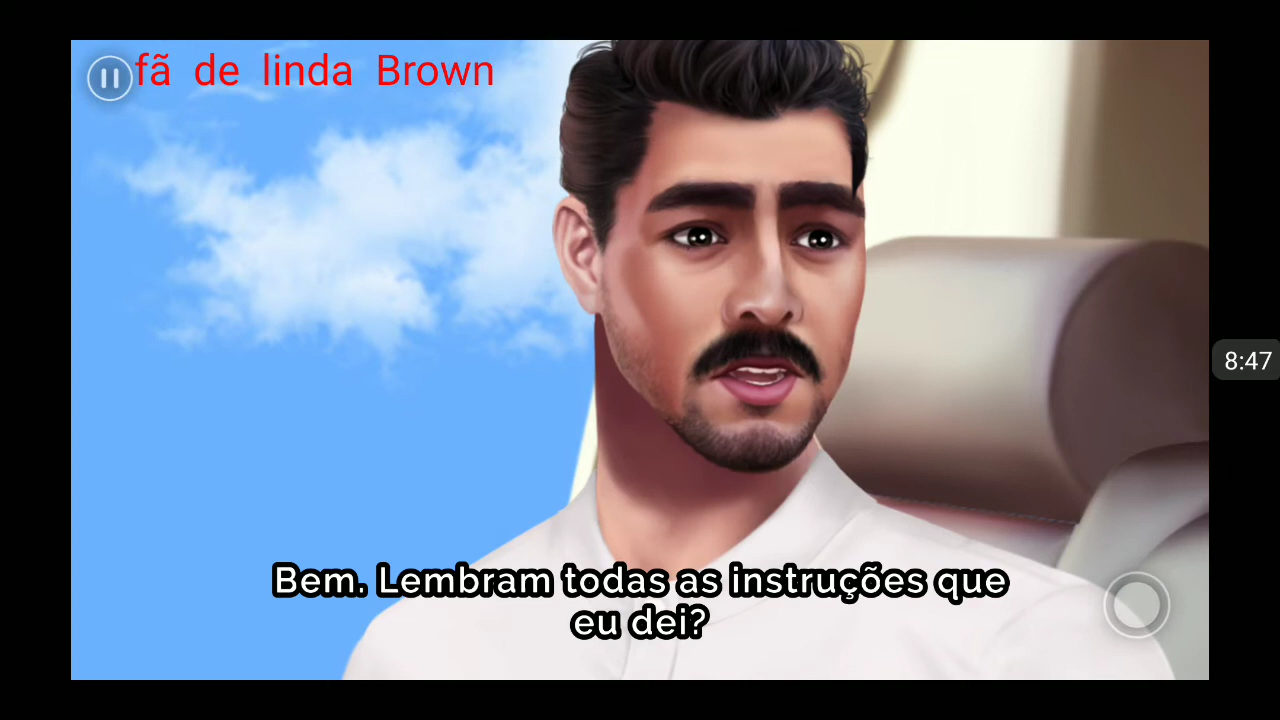 fã de linda Brown
8:47
Bem. Lembram todas as instruções que
eu dei?